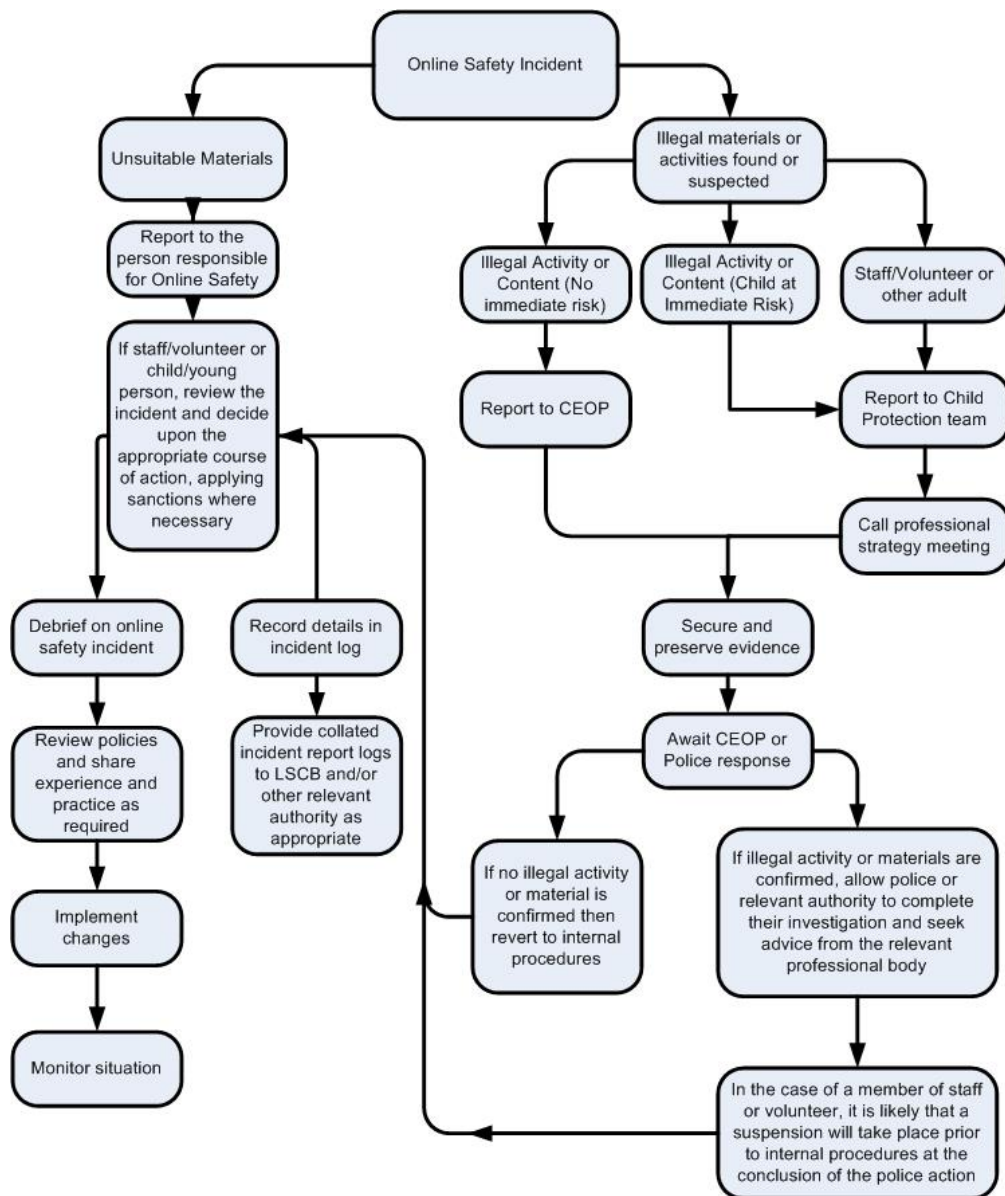 Online Safety Incident
Unsuitable Materials
Report to the
person responsible
for Online Safety
If staff/volunteer or
child/young
person, review the
incident and decide
upon the
appropriate course
of action, applying
sanctions where
necessary
Debrief on online
safety incident
Review policies
and share
experience and
practice as
required
Implement
changes
Monitor situation
Record details in
incident log
Provide collated
incident report logs
to LSCB and/or
other relevant
authority as
appropriate
Illegal materials or
activities found or
suspected
Illegal Activity or
Content (No
immediate risk)
Illegal Activity or
Content (Child at
Immediate Risk)
Staff/Volunteer or
other adult
Report to CEOP
Report to Child
Protection team
Call professional
strategy meeting
Secure and
preserve evidence
Await CEOP or
Police response
If no illegal activity
or material is
confirmed then
revert to internal
procedures
If illegal activity or materials are
confirmed, allow police or
relevant authority to complete
their investigation and seek
advice from the relevant
professional body
In the case of a member of staff
or volunteer, it is likely that a
suspension will take place prior
to internal procedures at the
conclusion of the police action